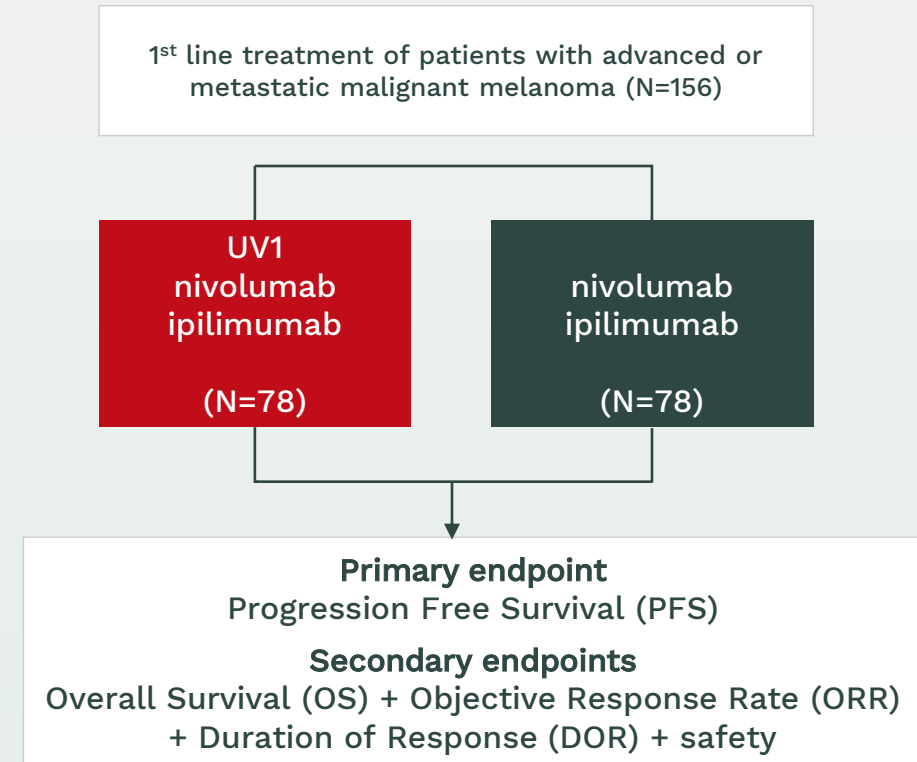 1st line treatment of patients with advanced or
metastatic malignant melanoma (N=156)
UV1
nivolumab
ipilimumab
(N=78)
nivolumab
ipilimumab
(N=78)
Primary endpoint
Progression Free Survival (PFS)
Secondary endpoints
Overall Survival (OS) + Objective Response Rate (ORR)
+ Duration of Response (DOR) + safety